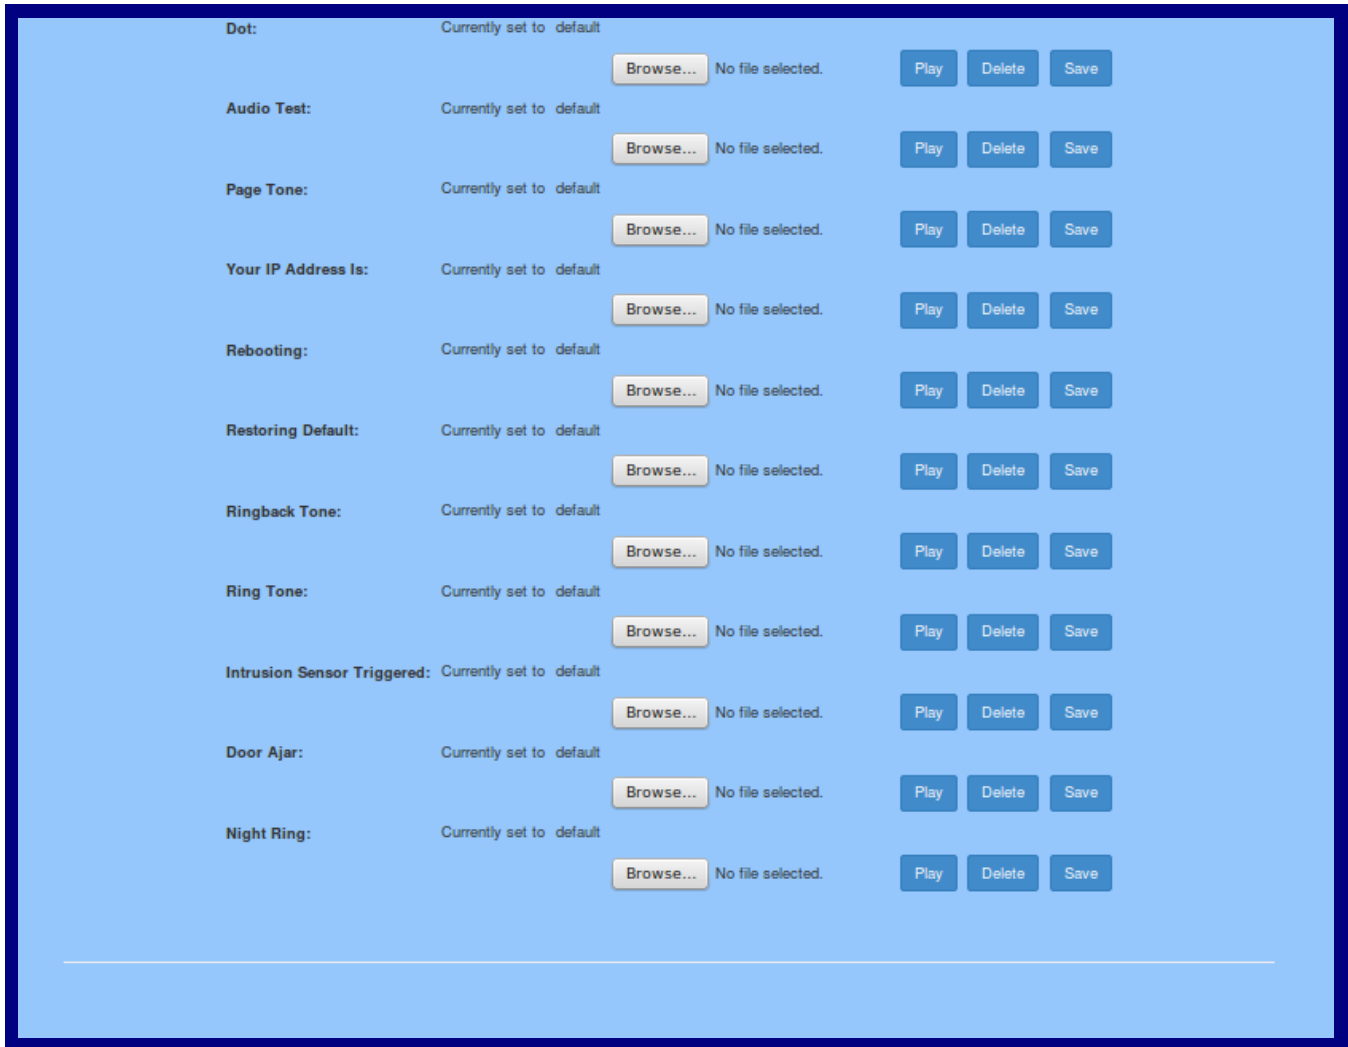 Dot: Currently set to default
Browse... No file selected. Play Delete Save
Audio Test: Currently set to default
Browse... No file selected. Play Delete Save
Page Tone: Currently set to default
Browse... No file selected. Play Delete Save
Your IP Address Is: Currently set to default
Browse... No file selected. Play Delete Save
Rebooting: Currently set to default
Browse... No file selected. Play Delete Save
Restoring Default: Currently set to default
Browse... No file selected. Play Delete Save
Ringback Tone: Currently set to default
Browse... No file selected. Play Delete Save
Ring Tone: Currently set to default
Browse... No file selected. Play Delete Save
Intrusion Sensor Triggered: Currently set to default
Browse... No file selected. Play Delete Save
Door Ajar: Currently set to default
Browse... No file selected. Play Delete Save
Night Ring: Currently set to default
Browse... No file selected. Play Delete Save